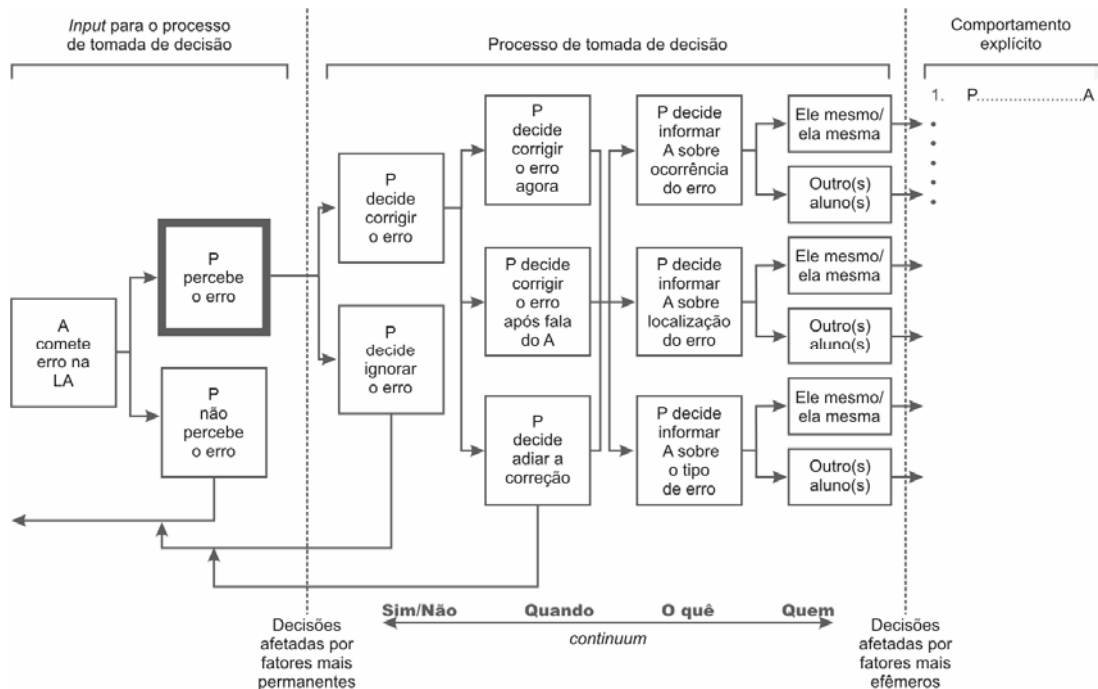 Input para o processo
de tomada de decisão
Processo de tomada de decisão
Comportamento
explícito
A
comete
erro na
LA
P
percebe
o erro
P
não
percebe
o erro
P
decide
corrigir
o erro
P
decide
ignorar
o erro
P
decide
corrigir
o erro
agora
P decide
corrigir
o erro
após fala
do A
P
decide
adiar a
correção
P decide
informar
A sobre
ocorrência
do erro
P decide
informar
A sobre
localização
do erro
P decide
informar
A sobre
o tipo
de erro
Ele mesmo/
ela mesma
Outro(s)
aluno(s)
Ele mesmo/
ela mesma
Outro(s)
aluno(s)
Ele mesmo/
ela mesma
Outro(s)
aluno(s)
1. P.......................A
Sim/Não Quando O quê Quem
continuum
Decisões
afetadas por
fatores mais
permanentes
Decisões
afetadas por
fatores mais
efêmeros